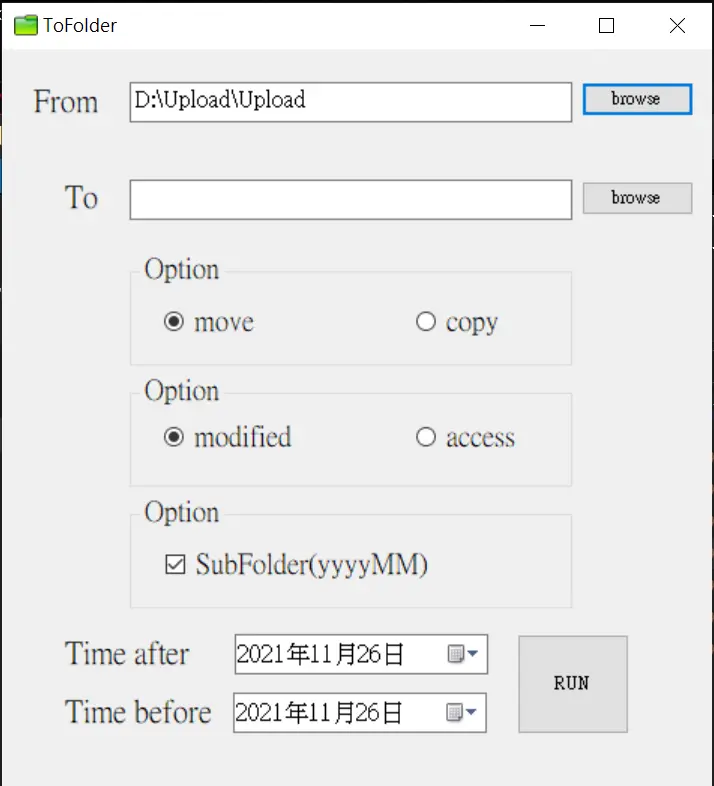 ToFolder
From D:\Upload\Upload browse
To browse
Option
move copy
Option
modified access
Option
SubFolder(yyyyMM)
Time after 2021年11月26日
RUN
Time before 2021年11月26日